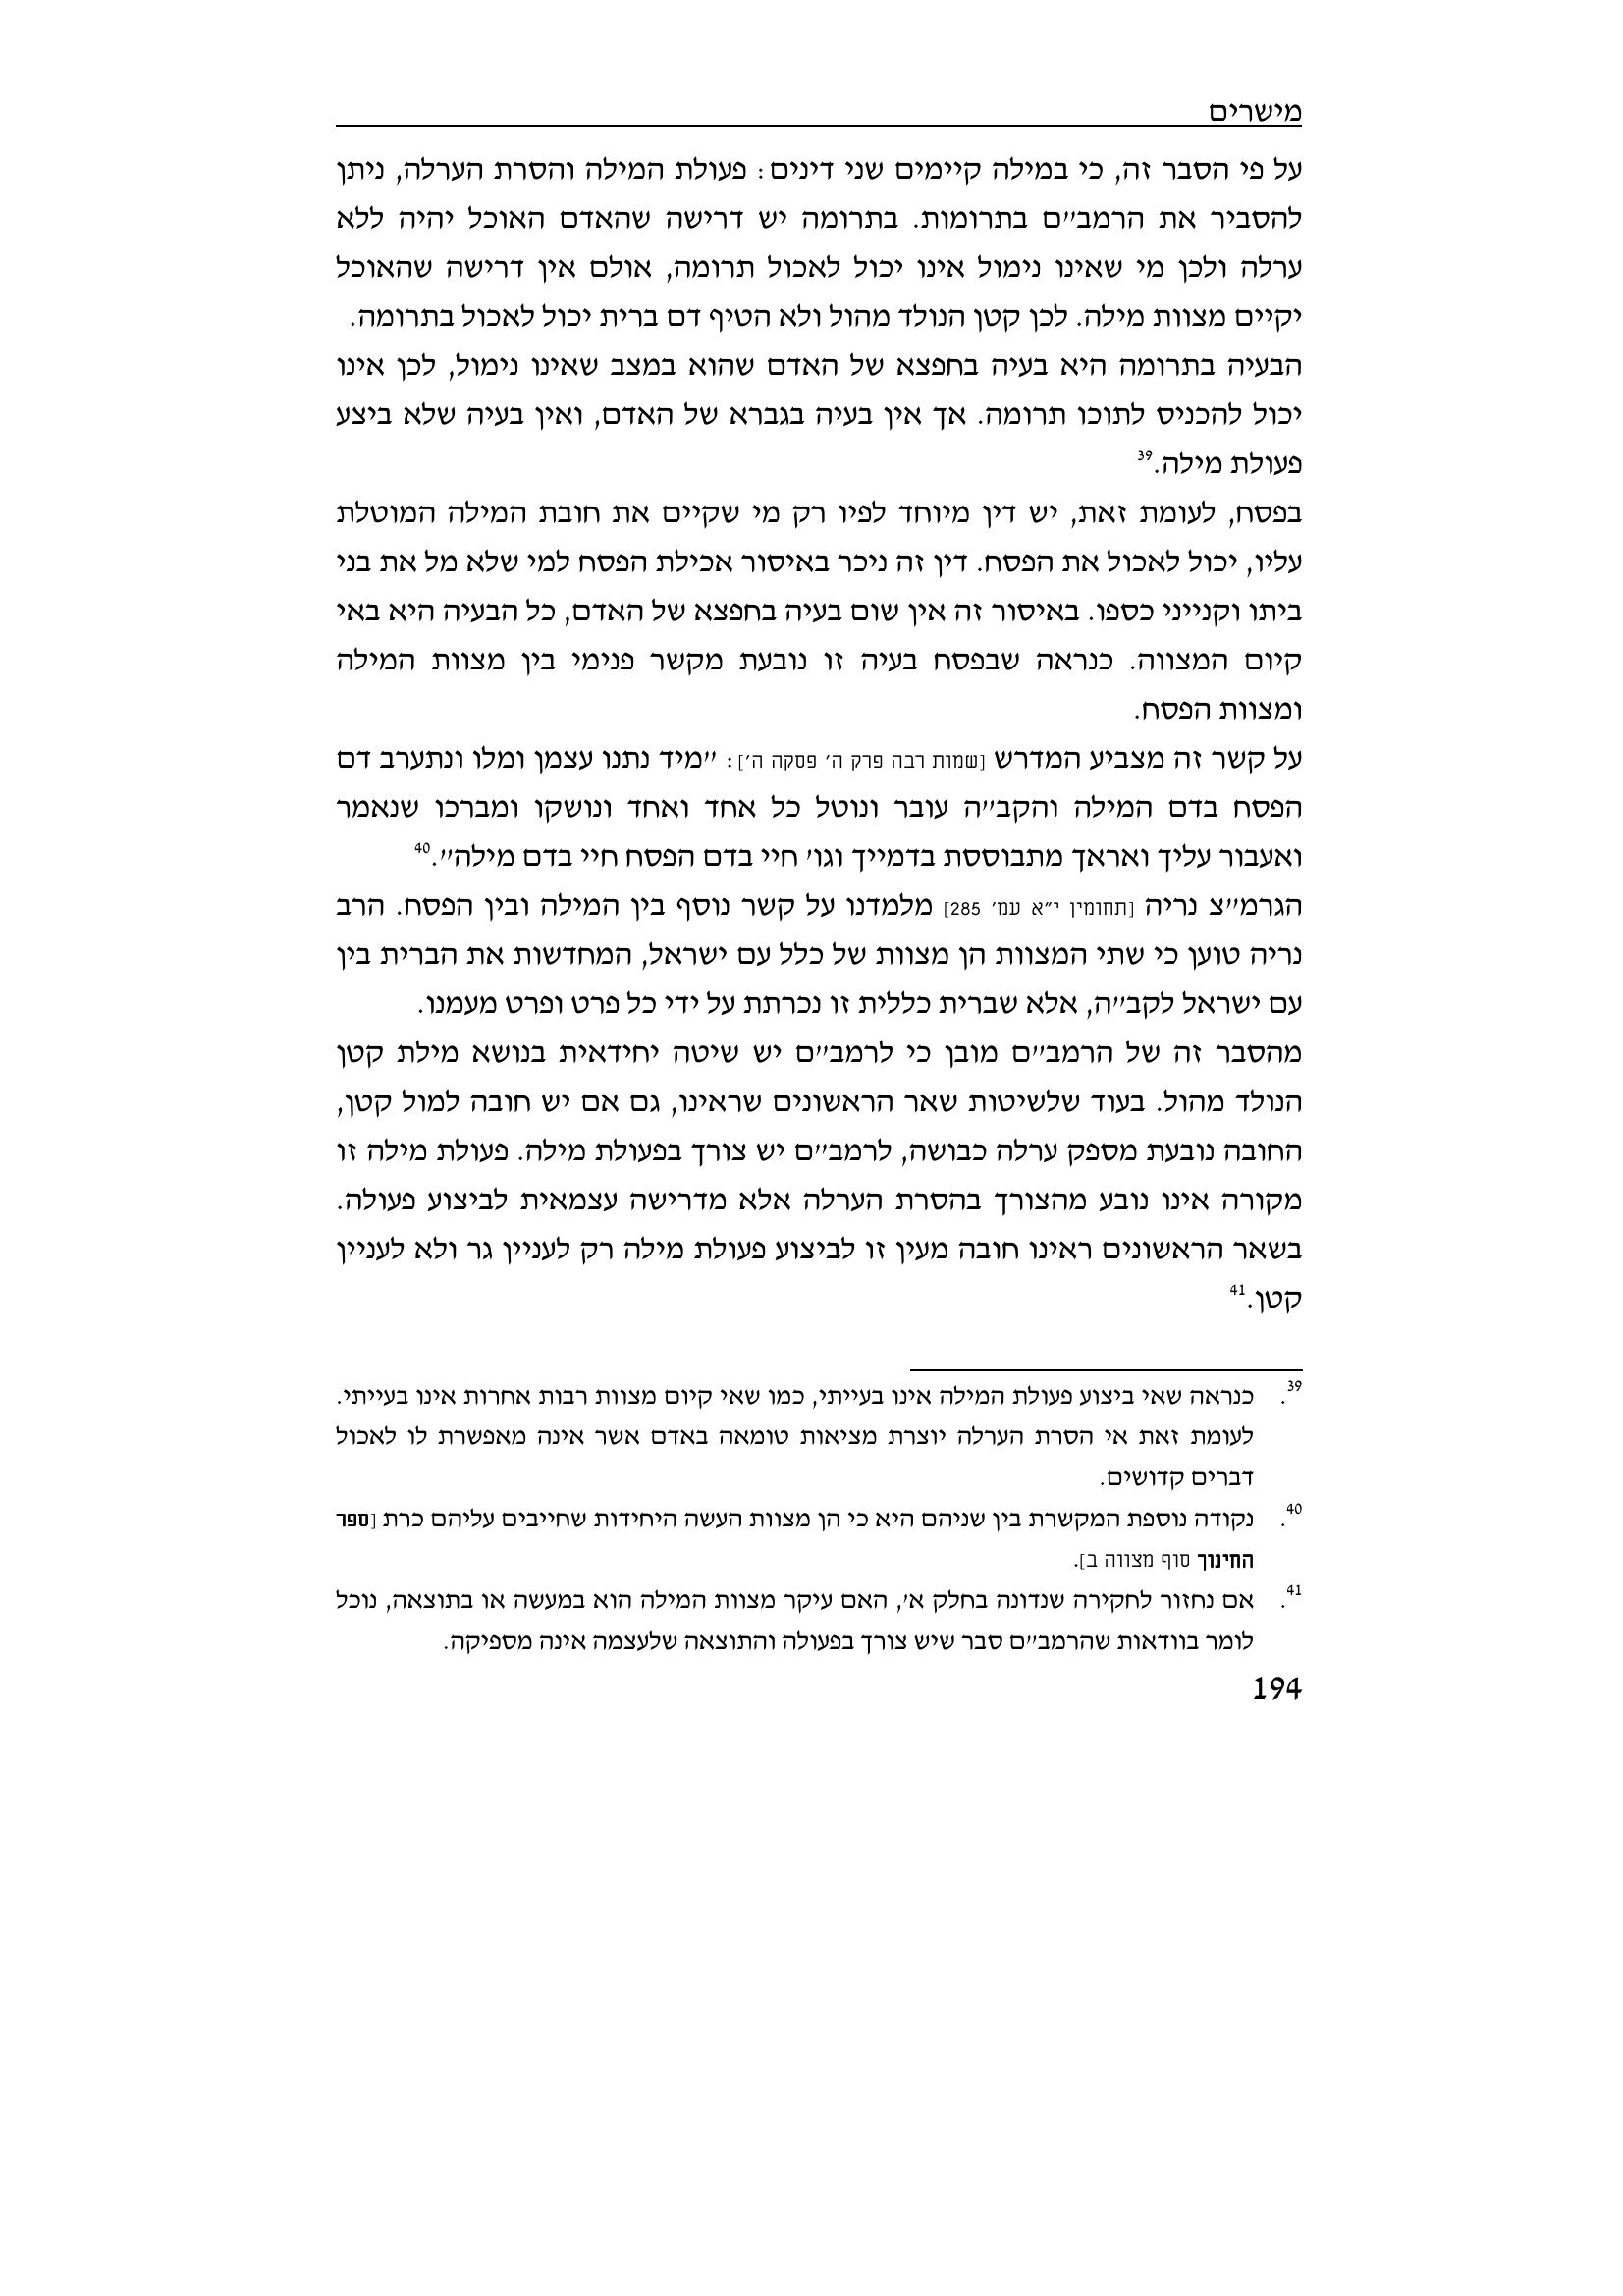 מישרים
על פי הסבר זה, כי במילה קיימים שני דינים: פעולת המילה והסרת הערלה, ניתן
להסביר את הרמב״ם בתרומות. בתרומה יש דרישה שהאדם האוכל יהיה ללא
ערלה ולכן מי שאינו נימול אינו יכול לאכול תרומה, אולם אין דרישה שהאוכל
יקיים מצוות מילה. לכן קטן הנולד מהול ולא הטיף דם ברית יכול לאכול בתרומה.
הבעיה בתרומה היא בעיה בחפצא של האדם שהוא במצב שאינו נימול, לכן אינו
יכול להכניס לתוכו תרומה. אך אין בעיה בגברא של האדם, ואין בעיה שלא ביצע
פעולת מילה.39
בפסח, לעומת זאת, יש דין מיוחד לפיו רק מי שקיים את חובת המילה המוטלת
עליו, יכול לאכול את הפסח. דין זה ניכר באיסור אכילת הפסח למי שלא מל את בני
ביתו וקנייני כספו. באיסור זה אין שום בעיה בחפצא של האדם, כל הבעיה היא באי
קיום המצווה. כנראה שבפסח בעיה זו נובעת מקשר פנימי בין מצוות המילה
ומצוות הפסח.
על קשר זה מצביע המדרש [שמות רבה פרק ה׳ פסקה ה׳]: ״מיד נתנו עצמן ומלו ונתערב דם
הפסח בדם המילה והקב״ה עובר ונוטל כל אחד ואחד ונושקו ומברכו שנאמר
ואעבור עליך ואראך מתבוססת בדמייך וגו׳ חיי בדם הפסח חיי בדם מילה״.40
הגרמ״צ נריה [תחומין י״א עמ׳ 285] מלמדנו על קשר נוסף בין המילה ובין הפסח. הרב
נריה טוען כי שתי המצוות הן מצוות של כלל עם ישראל, המחדשות את הברית בין
עם ישראל לקב״ה, אלא שברית כללית זו נכרתת על ידי כל פרט ופרט מעמנו.
מהסבר זה של הרמב״ם מובן כי לרמב״ם יש שיטה יחידאית בנושא מילת קטן
הנולד מהול. בעוד שלשיטות שאר הראשונים שראינו, גם אם יש חובה למול קטן,
החובה נובעת מספק ערלה כבושה, לרמב״ם יש צורך בפעולת מילה. פעולת מילה זו
מקורה אינו נובע מהצורך בהסרת הערלה אלא מדרישה עצמאית לביצוע פעולה.
בשאר הראשונים ראינו חובה מעין זו לביצוע פעולת מילה רק לעניין גר ולא לעניין
קטן.41
39. כנראה שאי ביצוע פעולת המילה אינו בעייתי, כמו שאי קיום מצוות רבות אחרות אינו בעייתי.
לעומת זאת אי הסרת הערלה יוצרת מציאות טומאה באדם אשר אינה מאפשרת לו לאכול
דברים קדושים.
40. נקודה נוספת המקשרת בין שניהם היא כי הן מצוות העשה היחידות שחייבים עליהם כרת [ספר
החינוך סוף מצווה ב].
41. אם נחזור לחקירה שנדונה בחלק א׳, האם עיקר מצוות המילה הוא במעשה או בתוצאה, נוכל
לומר בוודאות שהרמב״ם סבר שיש צורך בפעולה והתוצאה שלעצמה אינה מספיקה.
194